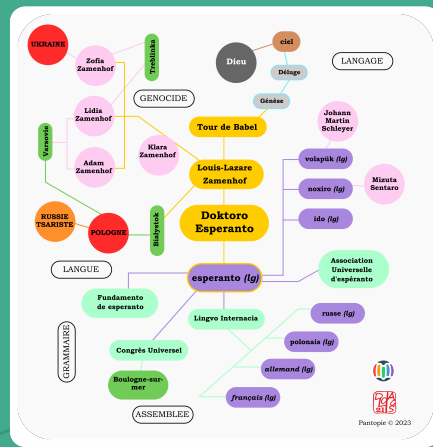 UKRAINE
Zofia
Zamenhof
Treblinka
Dieu
ciel
LANGAGE
Déluge
GENOCIDE
Génèse
Lidia
Zamenhof
Tour de Babel
Johann
Martin
Schleyer
Varsovie
Klara
Zamenhof
volapük (lg)
Adam
Zamenhof
Louis-Lazare
Zamenhof
noxiro (lg)
Mizuta
Sentaro
RUSSIE
TSARISTE
POLOGNE
Bialystok
Doktoro
Esperanto
ido (lg)
LANGUE
esperanto (lg)
Association
Universelle
d'espéranto
Fundamento
de esperanto
Lingvo Internacia
russe (lg)
GRAMMAIRE
Congrès Universel
polonais (lg)
Boulogne-sur-
mer
allemand (lg)
français (lg)
ASSEMBLEE
Pantopie © 2023